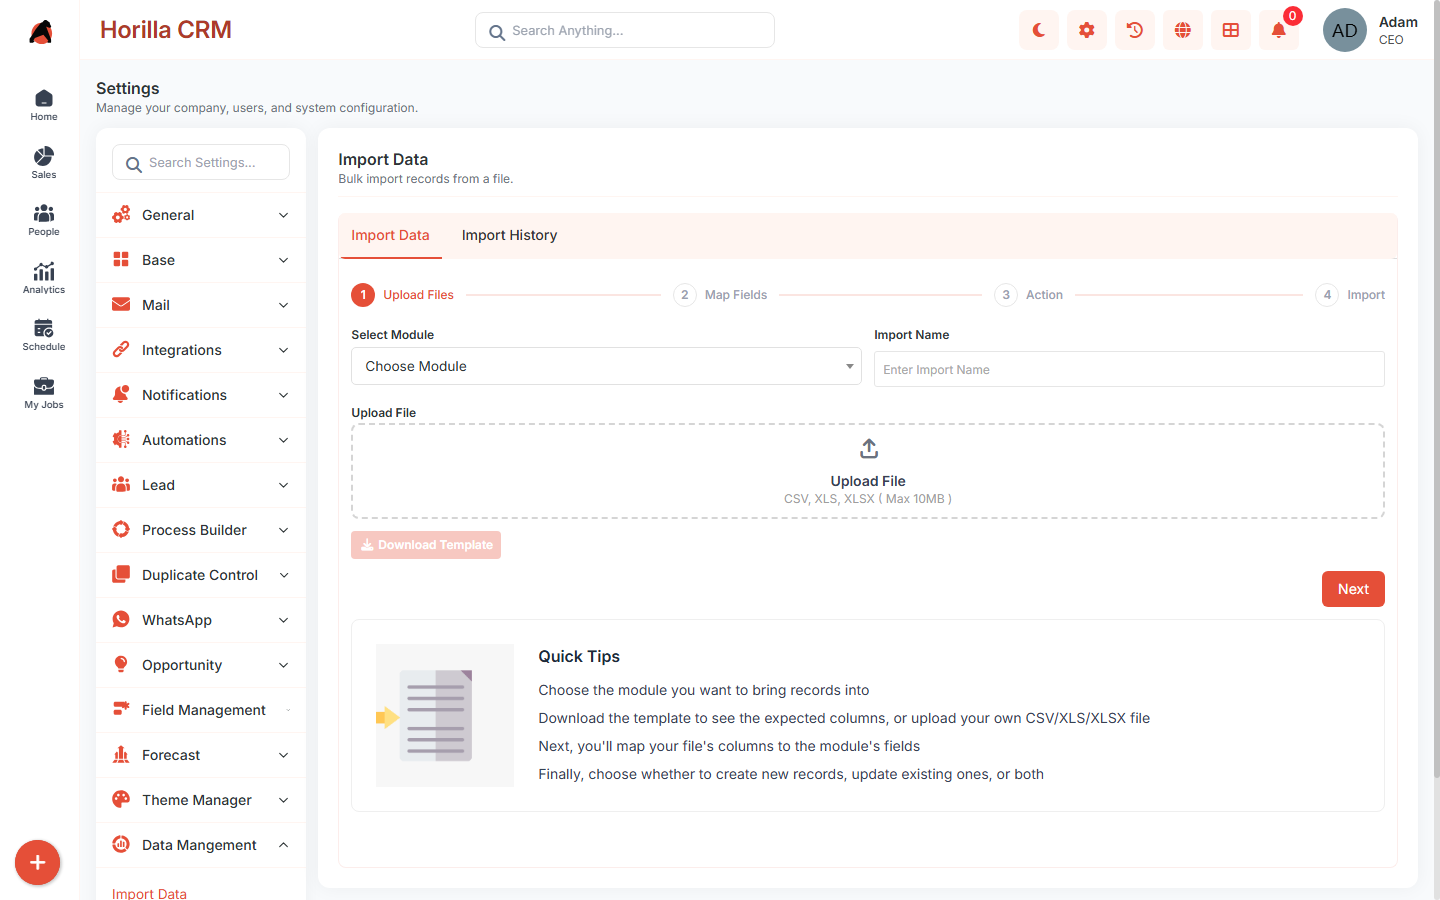 Horilla CRM
Search Anything...
0
AD
Adam
CEO
Home
Sales
People
Analytics
Schedule
My Jobs
Settings
Manage your company, users, and system configuration.
Search Settings...
General
Base
Mail
Integrations
Notifications
Automations
Lead
Process Builder
Duplicate Control
WhatsApp
Opportunity
Field Management
Forecast
Theme Manager
Data Mangement
Import Data
Import Data
Bulk import records from a file.
Import Data
Import History
1 Upload Files
2 Map Fields
3 Action
4 Import
Select Module
Choose Module
Import Name
Enter Import Name
Upload File
Upload File
CSV, XLS, XLSX ( Max 10MB )
Download Template
Next
Quick Tips
Choose the module you want to bring records into
Download the template to see the expected columns, or upload your own CSV/XLS/XLSX file
Next, you'll map your file's columns to the module's fields
Finally, choose whether to create new records, update existing ones, or both